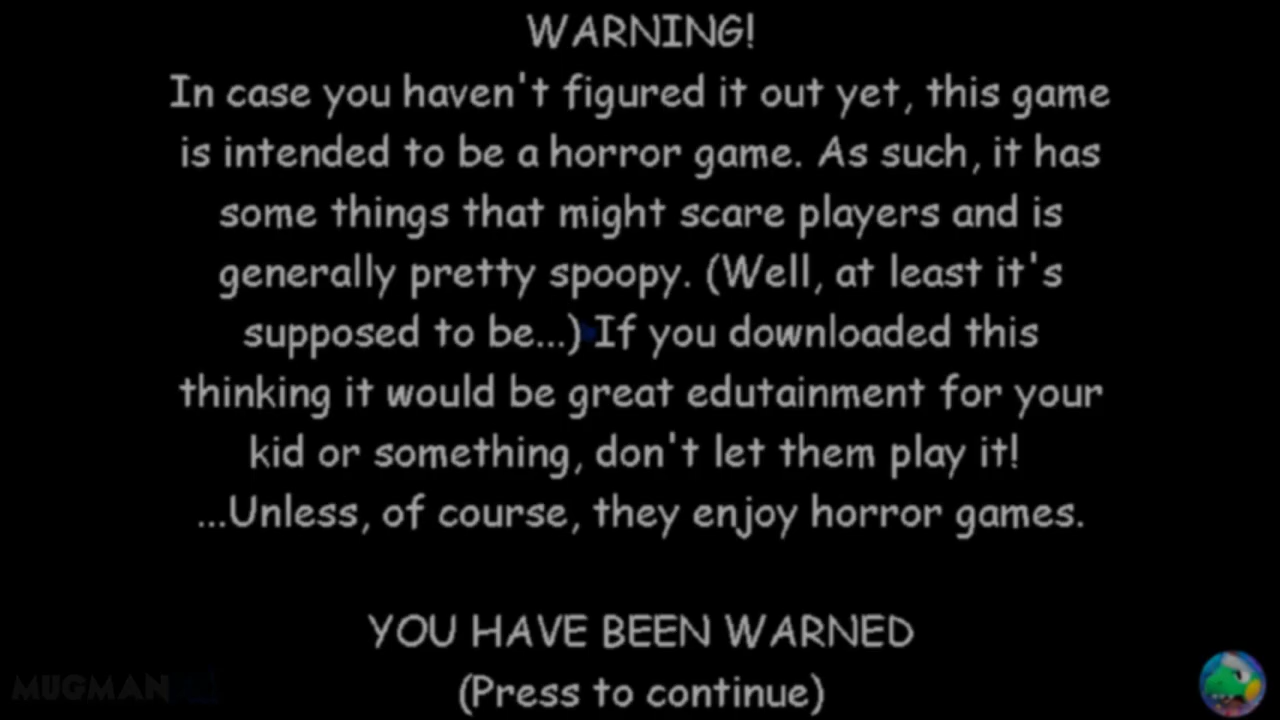 WARNING!
In case you haven't figured it out yet, this game
is intended to be a horror game. As such, it has
some things that might scare players and is
generally pretty spoopy. (Well, at least it's
supposed to be...) If you downloaded this
thinking it would be great edutainment for your
kid or something, don't let them play it!
...Unless, of course, they enjoy horror games.
YOU HAVE BEEN WARNED
(Press to continue)
MUGMAN